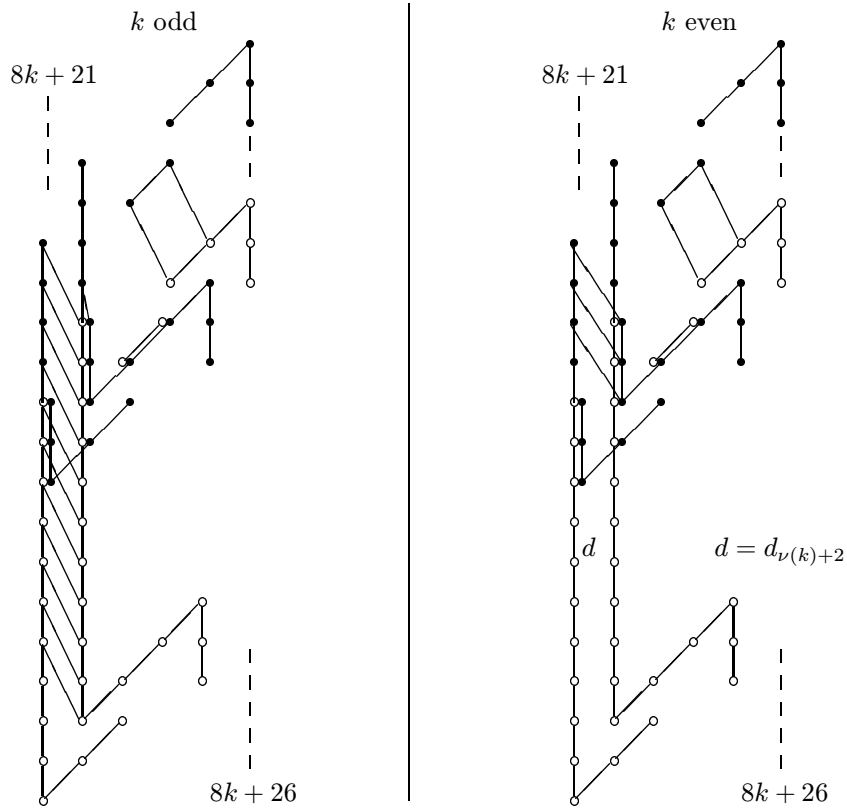 k odd
k even
8k + 21
8k + 21
d
d = d_{ν(k)+2}
8k + 26
8k + 26